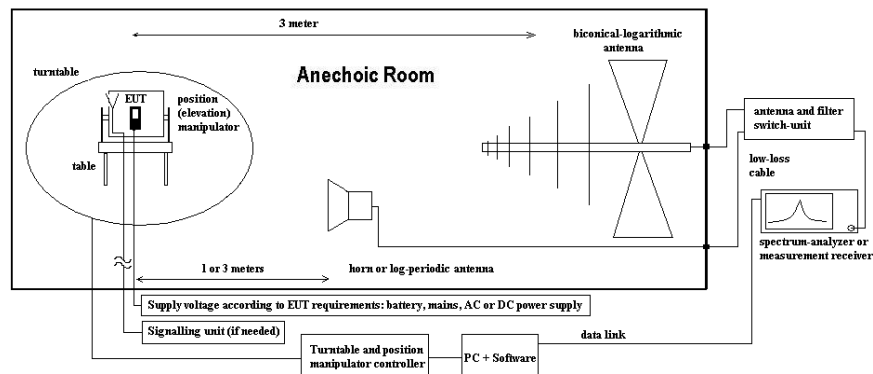 3 meter
biconical-logarithmic
antenna
turntable
Anechoic Room
EUT
position
(elevation)
manipulator
antenna and filter
switch-unit
table
low-loss
cable
spectrum-analyzer or
measurement receiver
1 or 3 meters
horn or log-periodic antenna
Supply voltage according to EUT requirements: battery, mains, AC or DC power supply
Signalling unit (if needed)
data link
Turntable and position
manipulator controller
PC + Software